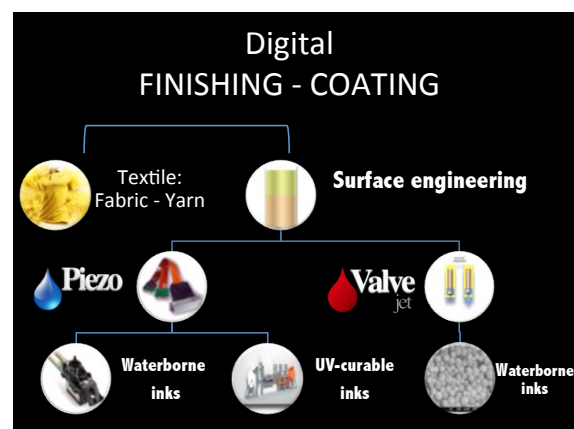 Digital
FINISHING - COATING
Textile:
Fabric - Yarn
Surface engineering
Piezo
Valve
jet
Waterborne
inks
UV-curable
inks
Waterborne
inks